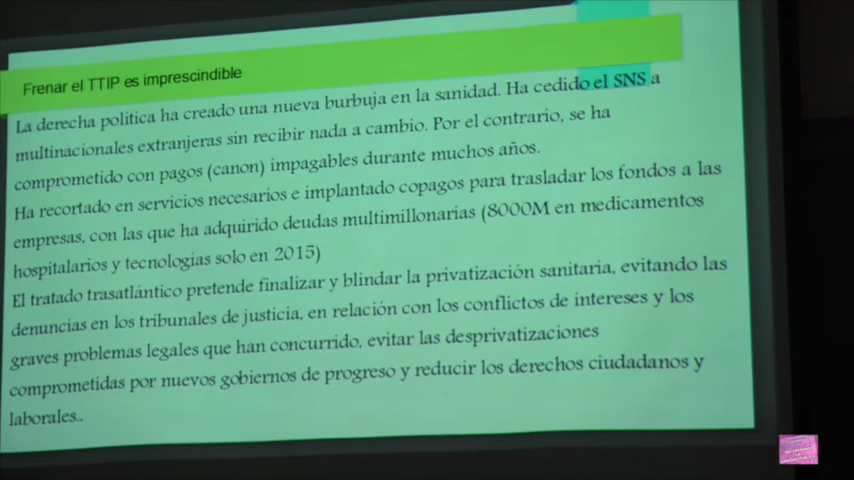 Frenar el TTIP es imprescindible
La derecha política ha creado una nueva burbuja en la sanidad. Ha cedido el SNS a
multinacionales extranjeras sin recibir nada a cambio. Por el contrario, se ha
comprometido con pagos (canon) impagables durante muchos años.
Ha recortado en servicios necesarios e implantado copagos para trasladar los fondos a las
empresas, con las que ha adquirido deudas multimillonarias (8000M en medicamentos
hospitalarios y tecnologías solo en 2015)
El tratado trasatlántico pretende finalizar y blindar la privatización sanitaria, evitando las
denuncias en los tribunales de justicia, en relación con los conflictos de intereses y los
graves problemas legales que han concurrido, evitar las desprivatizaciones
comprometidas por nuevos gobiernos de progreso y reducir los derechos ciudadanos y
laborales..